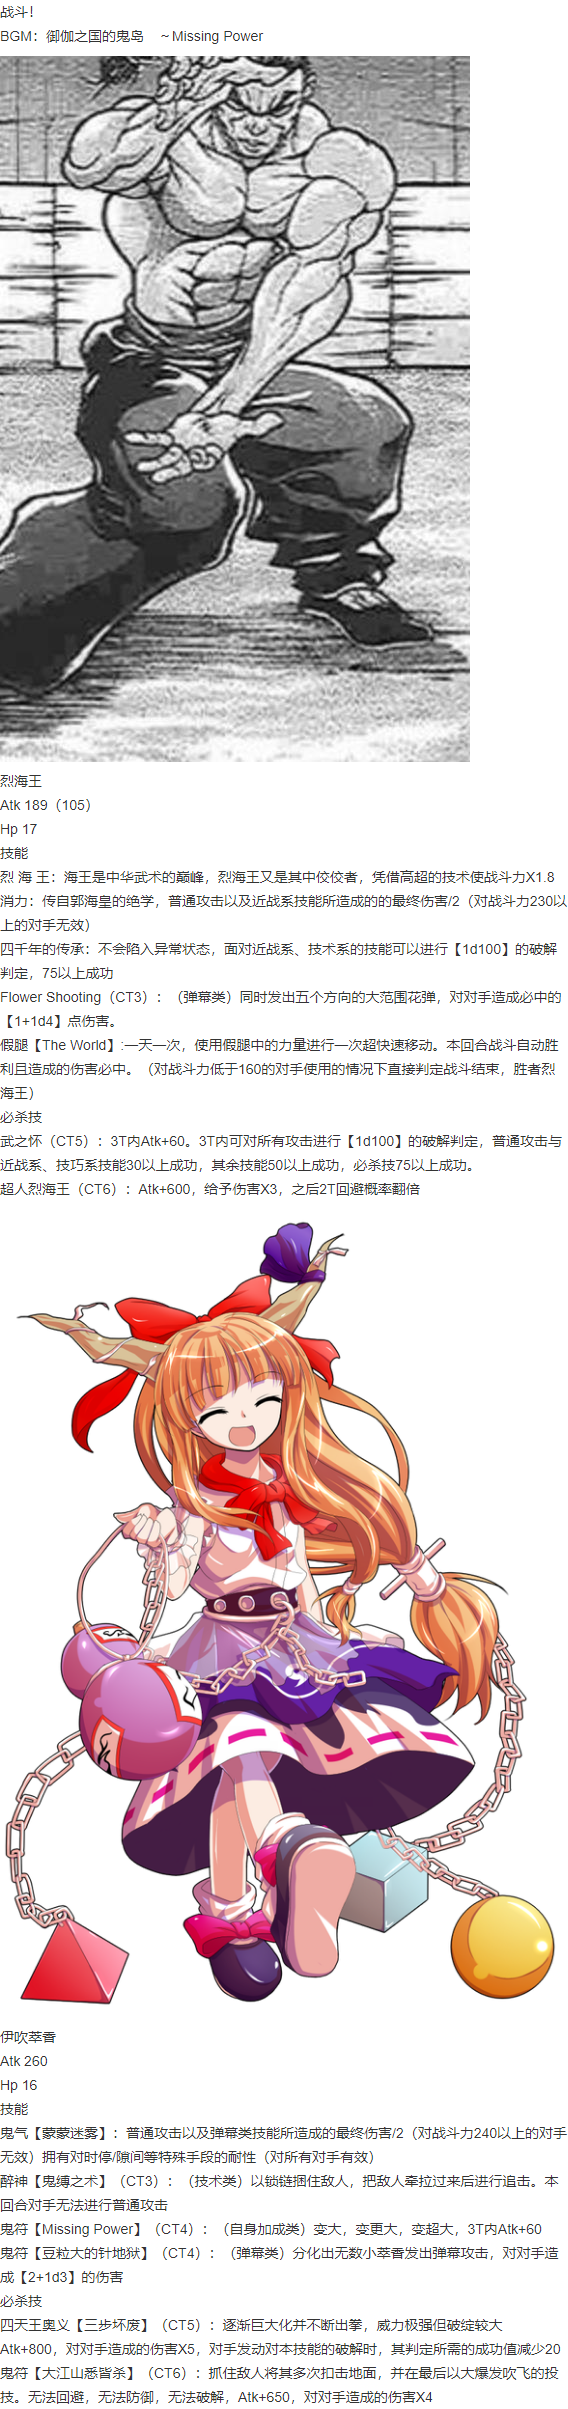 战斗！
BGM：御伽之国的鬼岛　～Missing Power
烈海王
Atk 189（105）
Hp 17
技能
烈 海 王：海王是中华武术的巅峰，烈海王又是其中佼佼者，凭借高超的技术使战斗力X1.8
消力：传自郭海皇的绝学，普通攻击以及近战系技能所造成的的最终伤害/2（对战斗力230以
上的对手无效）
四千年的传承：不会陷入异常状态，面对近战系、技术系的技能可以进行【1d100】的破解
判定，75以上成功
Flower Shooting（CT3）：（弹幕类）同时发出五个方向的大范围花弹，对对手造成必中的
【1+1d4】点伤害。
假腿【The World】:一天一次，使用假腿中的力量进行一次超快速移动。本回合战斗自动胜
利且造成的伤害必中。（对战斗力低于160的对手使用的情况下直接判定战斗结束，胜者烈
海王）
必杀技
武之怀（CT5）：3T内Atk+60。3T内可对所有攻击进行【1d100】的破解判定，普通攻击与
近战系、技巧系技能30以上成功，其余技能50以上成功，必杀技75以上成功。
超人烈海王（CT6）：Atk+600，给予伤害X3，之后2T回避概率翻倍
伊吹萃香
Atk 260
Hp 16
技能
鬼气【蒙蒙迷雾】：普通攻击以及弹幕类技能所造成的最终伤害/2（对战斗力240以上的对手
无效）拥有对时停/隙间等特殊手段的耐性（对所有对手有效）
醉神【鬼缚之术】（CT3）：（技术类）以锁链捆住敌人，把敌人牵拉过来后进行追击。本
回合对手无法进行普通攻击
鬼符【Missing Power】（CT4）：（自身加成类）变大，变更大，变超大，3T内Atk+60
鬼符【豆粒大的针地狱】（CT4）：（弹幕类）分化出无数小萃香发出弹幕攻击，对对手造
成【2+1d3】的伤害
必杀技
四天王奥义【三步坏废】（CT5）：逐渐巨大化并不断出拳，威力极强但破绽较大
Atk+800，对对手造成的伤害X5，对手发动对本技能的破解时，其判定所需的成功值减少20
鬼符【大江山悉皆杀】（CT6）：抓住敌人将其多次扣击地面，并在最后以大爆发吹飞的投
技。无法回避，无法防御，无法破解，Atk+650，对对手造成的伤害X4